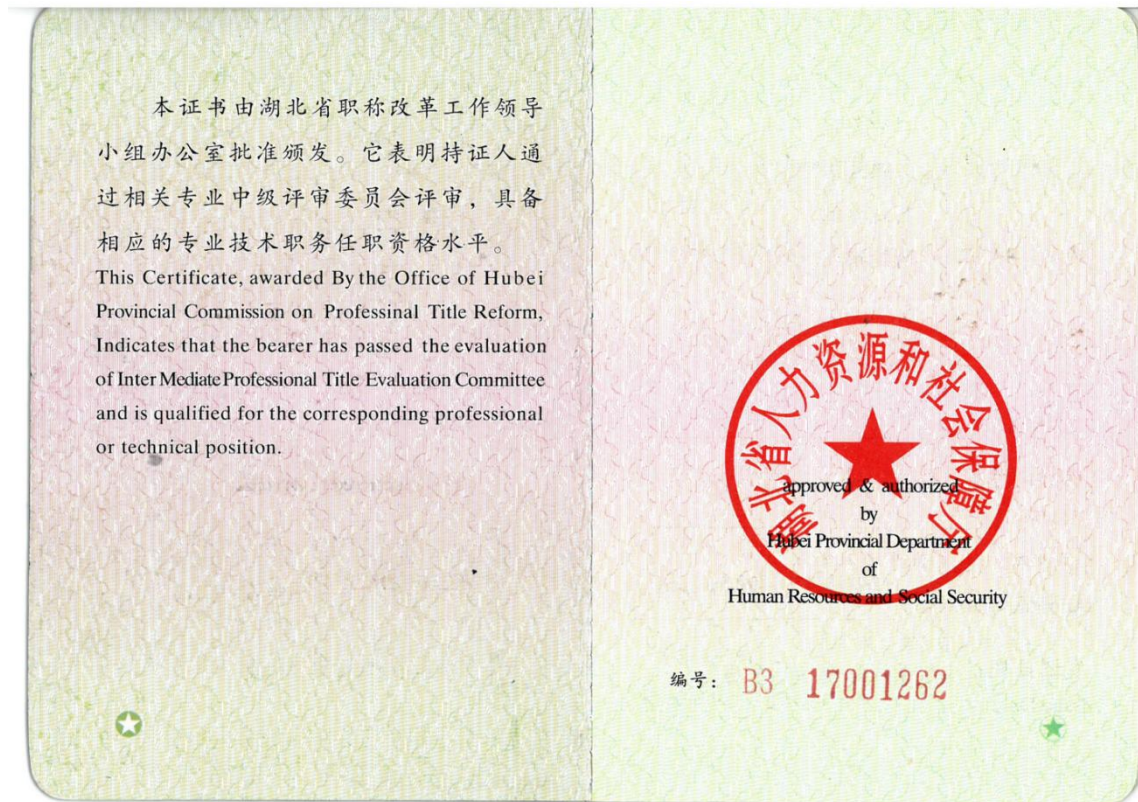 本证书由湖北省职称改革工作领导
小组办公室批准颁发。它表明持证人通
过相关专业中级评审委员会评审，具备
相应的专业技术职务任职资格水平。
This Certificate, awarded By the Office of Hubei
Provincial Commission on Professinal Title Reform,
Indicates that the bearer has passed the evaluation
of Inter Mediate Professional Title Evaluation Committee
and is qualified for the corresponding professional
or technical position.
湖北省人力资源和社会保障厅
approved & authorized
by
Hubei Provincial Department
of
Human Resources and Social Security
编号： B3 17001262